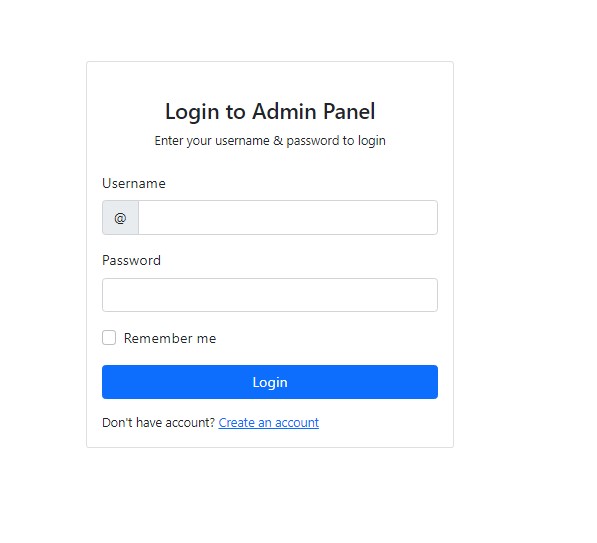 Login to Admin Panel
Enter your username & password to login
Username
@
Password
Remember me
Login
Don't have account? Create an account